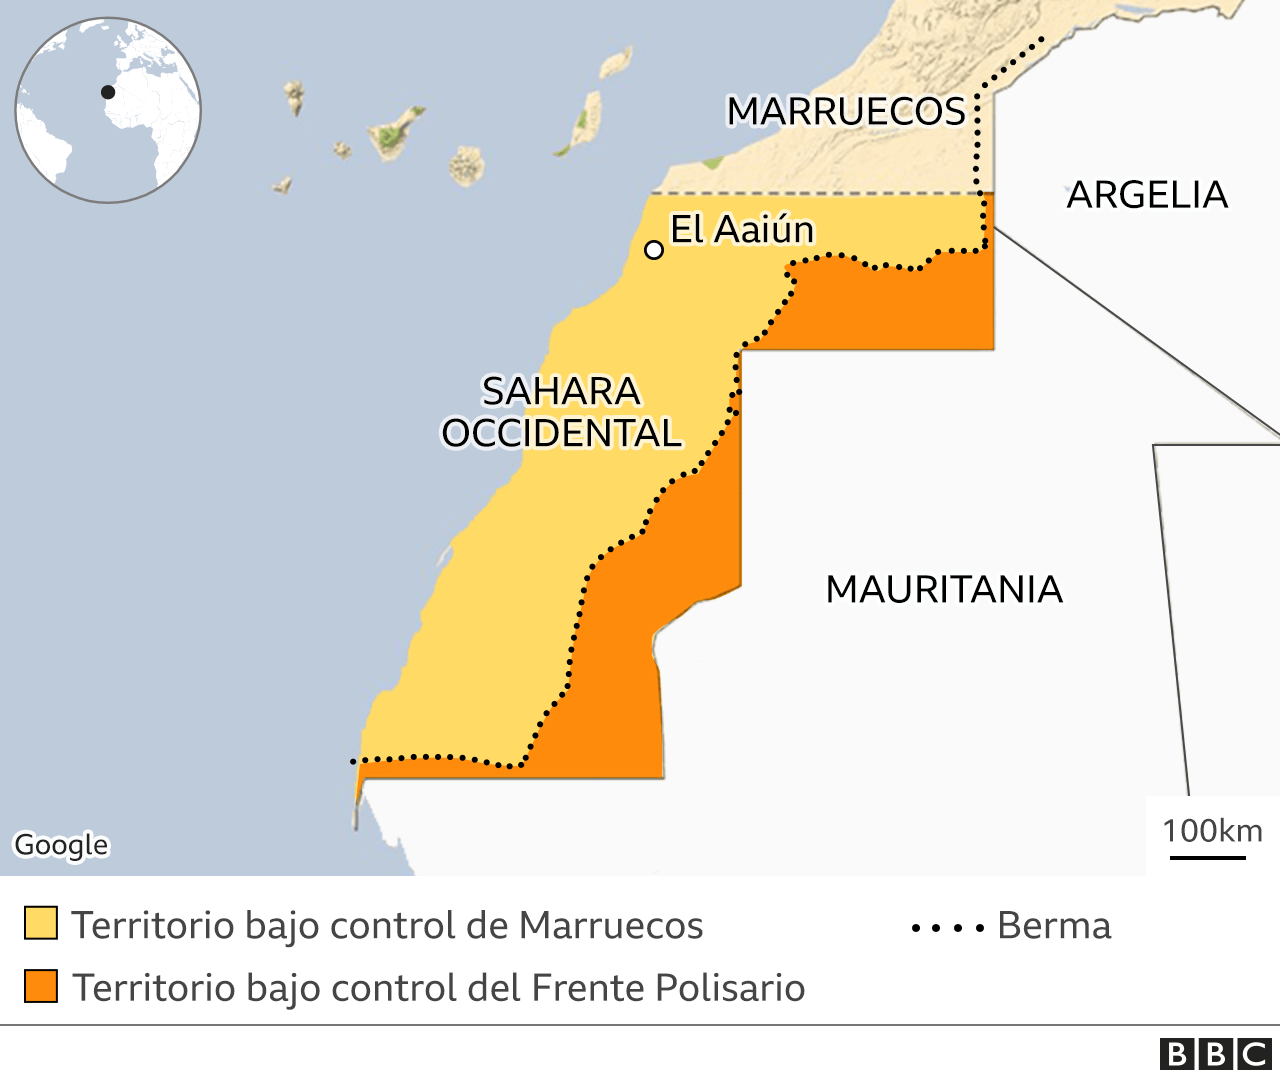 MARRUECOS
ARGELIA
El Aaiún
SAHARA
OCCIDENTAL
MAURITANIA
Google
100km
Territorio bajo control de Marruecos
Berma
Territorio bajo control del Frente Polisario
BBC